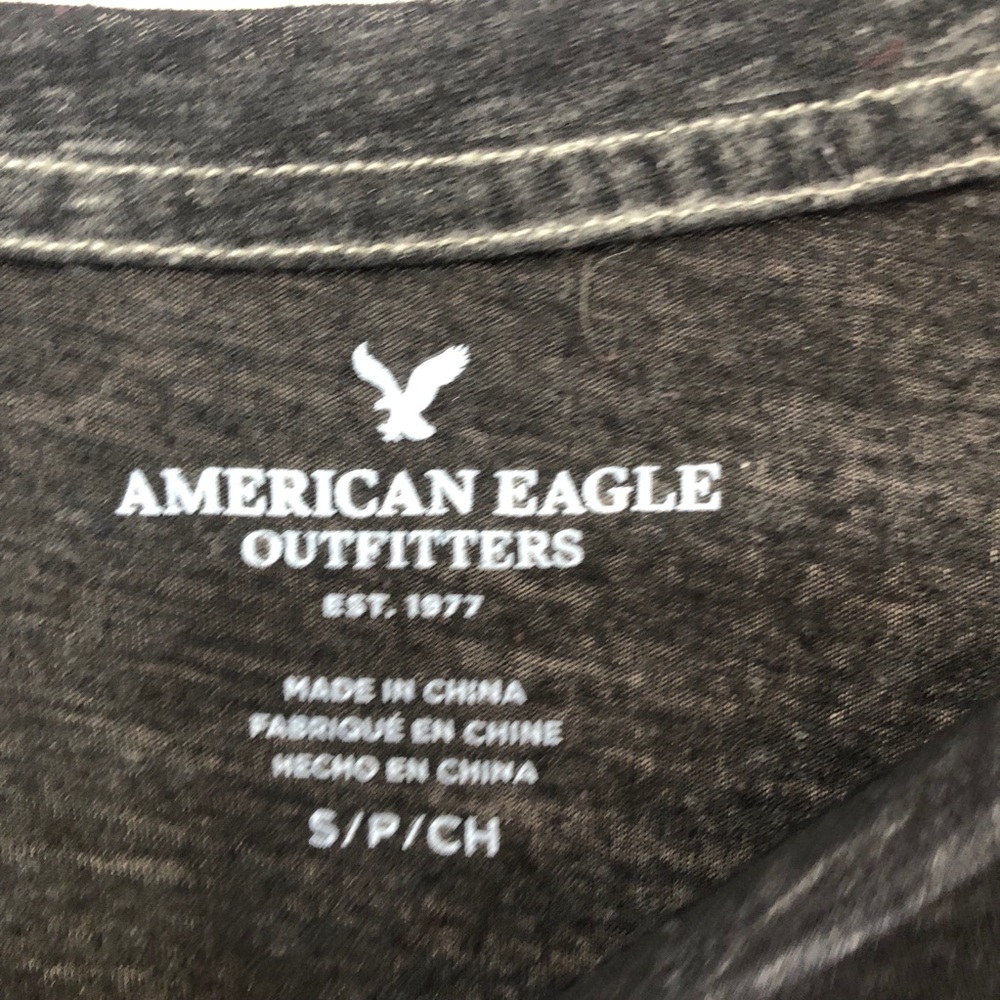 AMERICAN EAGLE
OUTFITTERS
EST. 1977
MADE IN CHINA
FABRIQUÉ EN CHINE
HECHO EN CHINA
S/P/CH